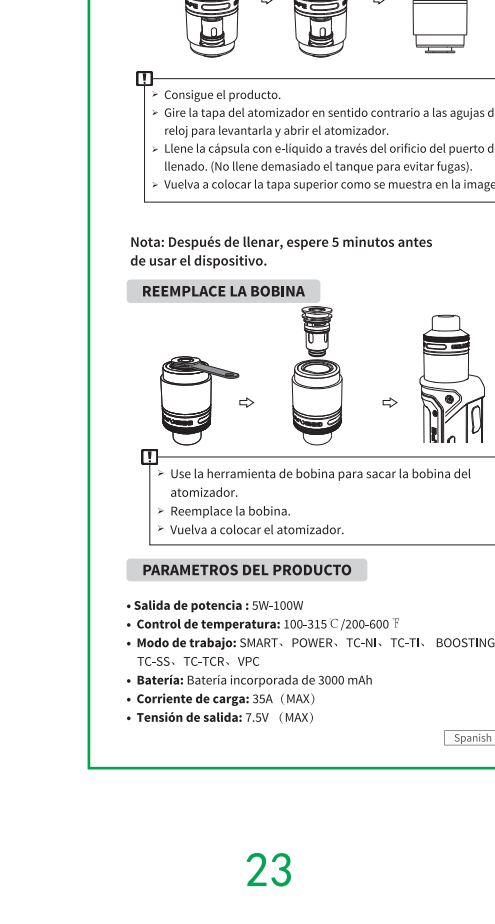 Consigue el producto.
Gire la tapa del atomizador en sentido contrario a las agujas
reloj para levantarla y abrir el atomizador.
Llene la cápsula con e-líquido a través del orificio del puerto
llenado. (No llene demasiado el tanque para evitar fugas).
Vuelva a colocar la tapa superior como se muestra en la
Nota: Después de llenar, espere 5 minutos antes
de usar el dispositivo.
REEMPLACE LA BOBINA
Use la herramienta de bobina para sacar la bobina del
atomizador.
Reemplace la bobina.
Vuelva a colocar el atomizador.
PARAMETROS DEL PRODUCTO
• Salida de potencia : 5W-100W
• Control de temperatura: 100-315℃/200-600℉
• Modo de trabajo: SMART、POWER、TC-NI、TC-TI、 BOOSTING
TC-SS、TC-TCR、VPC
• Batería: Batería incorporada de 3000 mAh
• Corriente de carga: 35A（MAX）
• Tensión de salida: 7.5V （MAX）
Spanish
23